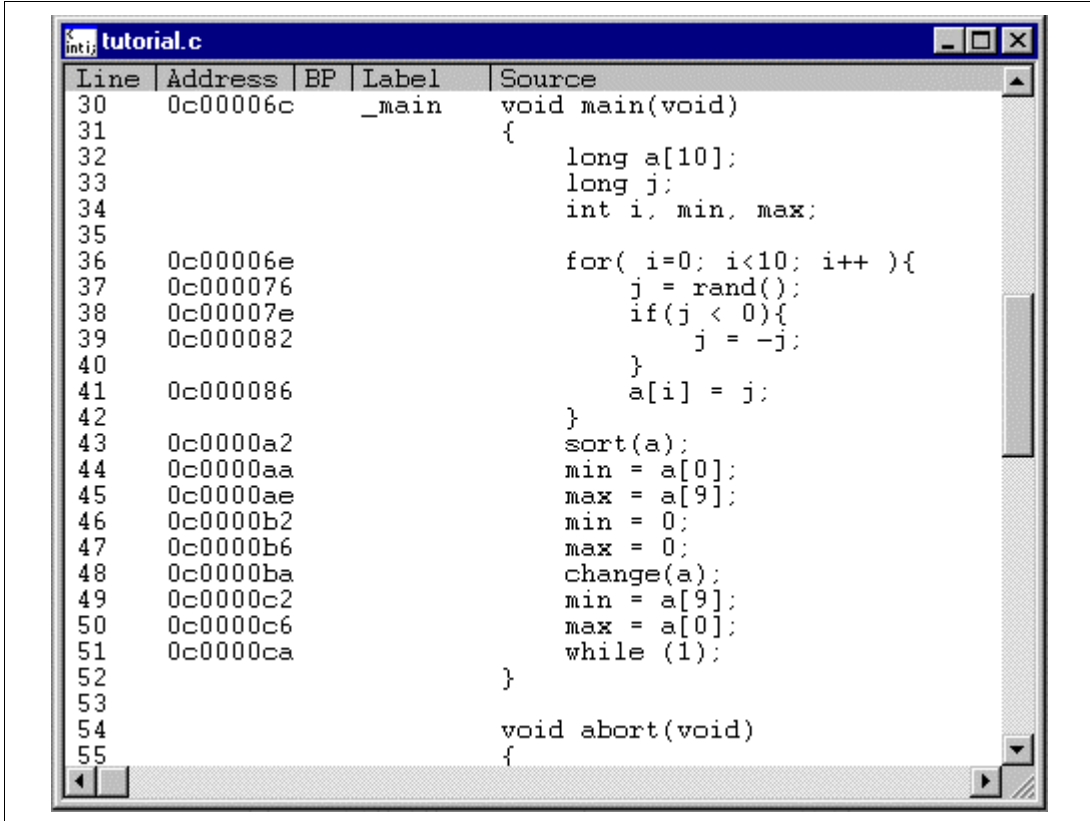 inti; tutorial.c
Line Address BP Label Source
30 0c00006c _main void main(void)
31 {
32 long a[10];
33 long j;
34 int i, min, max;
35
36 0c00006e for( i=0; i<10; i++ ){
37 0c000076 j = rand();
38 0c00007e if(j < 0){
39 0c000082 j = -j;
40 }
41 0c000086 a[i] = j;
42 }
43 0c0000a2 sort(a);
44 0c0000aa min = a[0];
45 0c0000ae max = a[9];
46 0c0000b2 min = 0;
47 0c0000b6 max = 0;
48 0c0000ba change(a);
49 0c0000c2 min = a[9];
50 0c0000c6 max = a[0];
51 0c0000ca while (1);
52 }
53
54 void abort(void)
55 {